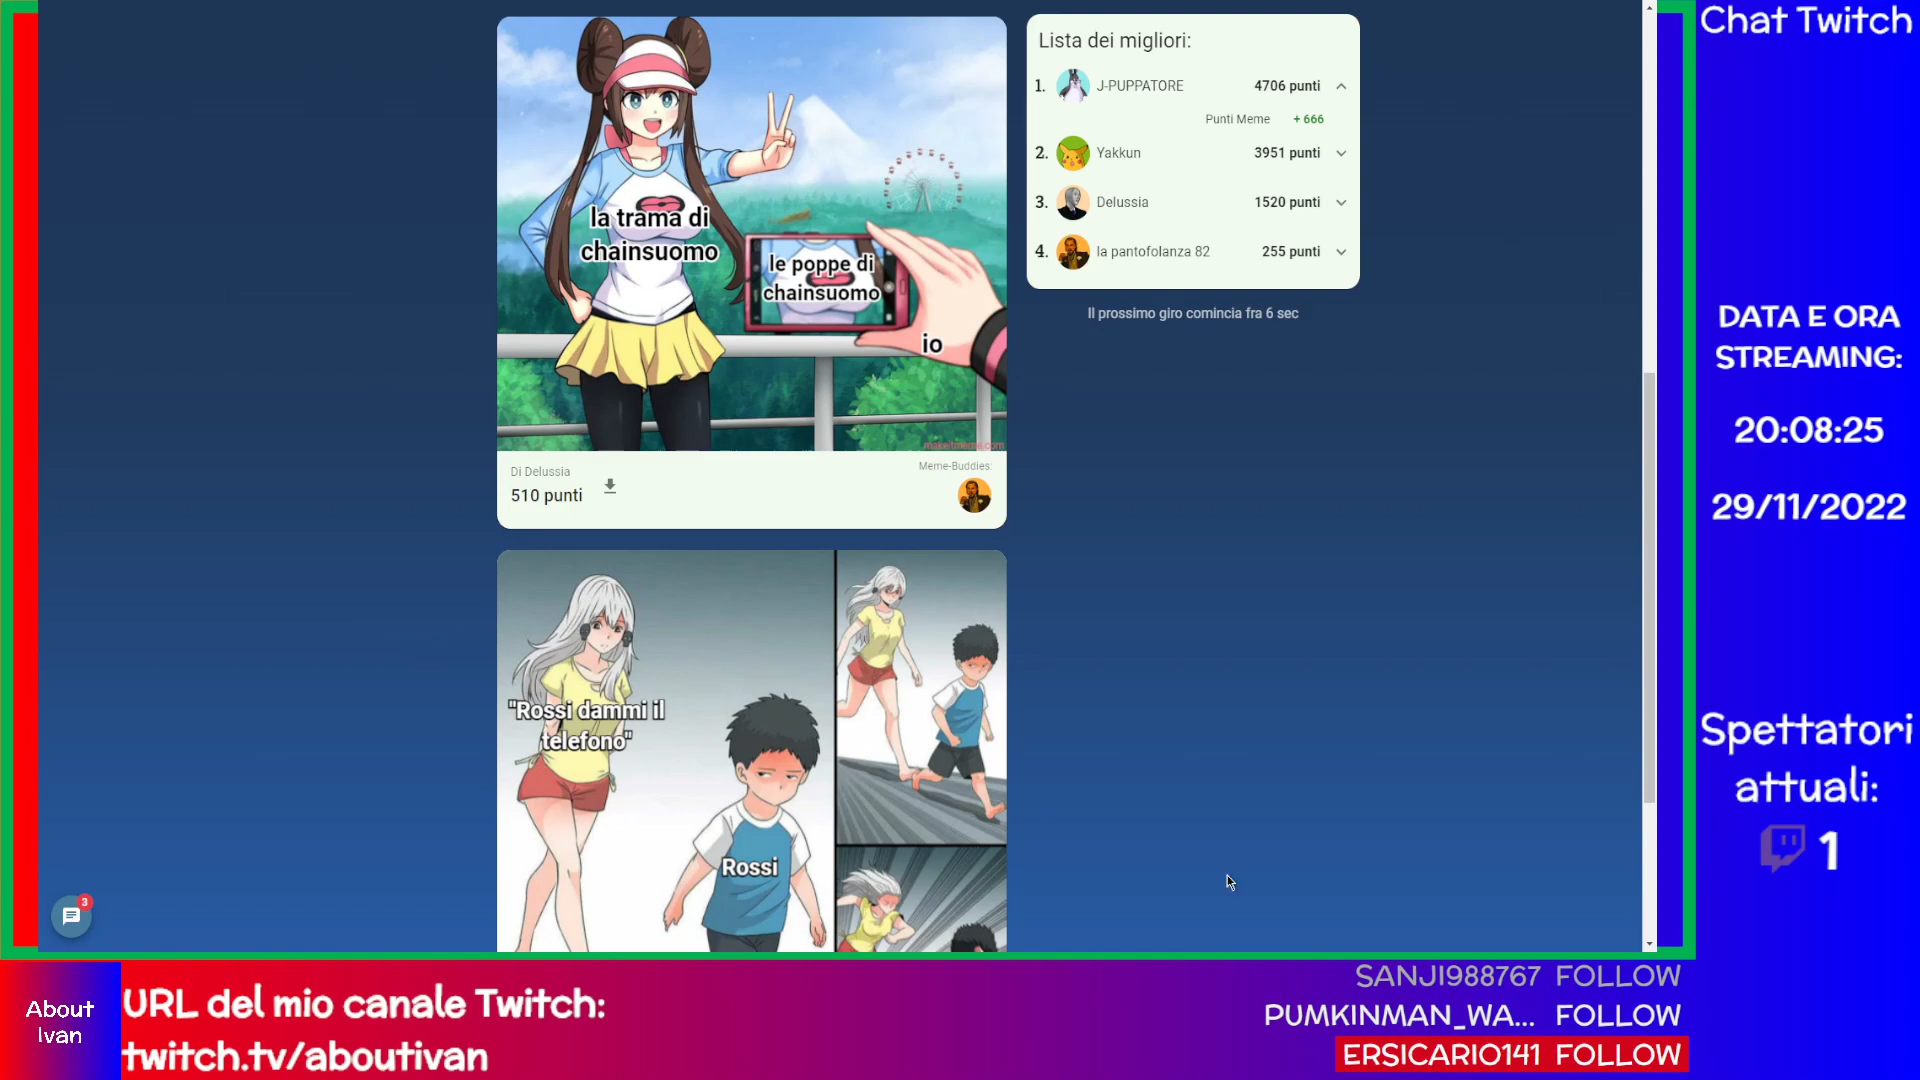 la trama di
chainsuomo
le poppe di
chainsuomo
io
makeitmeme.com
Di Delussia
510 punti
Meme-Buddies:
"Rossi dammi il
telefono"
Rossi
3
Lista dei migliori:
1. J-PUPPATORE 4706 punti
Punti Meme + 666
2. Yakkun 3951 punti
3. Delussia 1520 punti
4. la pantofolanza 82 255 punti
Il prossimo giro comincia fra 6 sec
Chat Twitch
DATA E ORA
STREAMING:
20:08:25
29/11/2022
Spettatori
attuali:
1
About
Ivan
URL del mio canale Twitch:
twitch.tv/aboutivan
SANJI988767 FOLLOW
PUMKINMAN_WA... FOLLOW
ERSICARIO141 FOLLOW